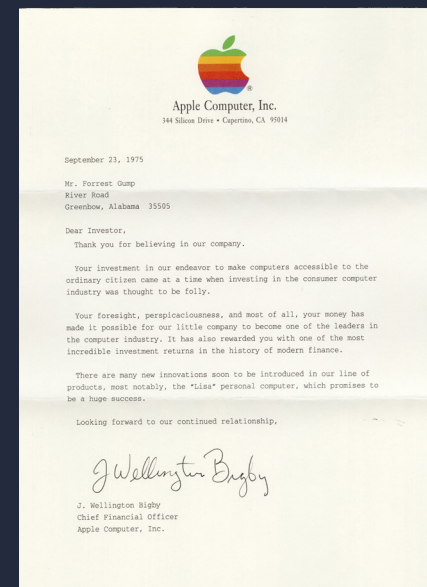 Apple Computer, Inc.
344 Silicon Drive • Cupertino, CA 95014
September 23, 1975
Mr. Forrest Gump
River Road
Greenbow, Alabama 35505
Dear Investor,
Thank you for believing in our company.
Your investment in our endeavor to make computers accessible to the
ordinary citizen came at a time when investing in the consumer computer
industry was thought to be folly.
Your foresight, perspicaciousness, and most of all, your money has
made it possible for our little company to become one of the leaders in
the computer industry. It has also rewarded you with one of the most
incredible investment returns in the history of modern finance.
There are many new innovations soon to be introduced in our line of
products, most notably, the "Lisa" personal computer, which promises to
be a huge success.
Looking forward to our continued relationship,
J Wellington Bigby
J. Wellington Bigby
Chief Financial Officer
Apple Computer, Inc.